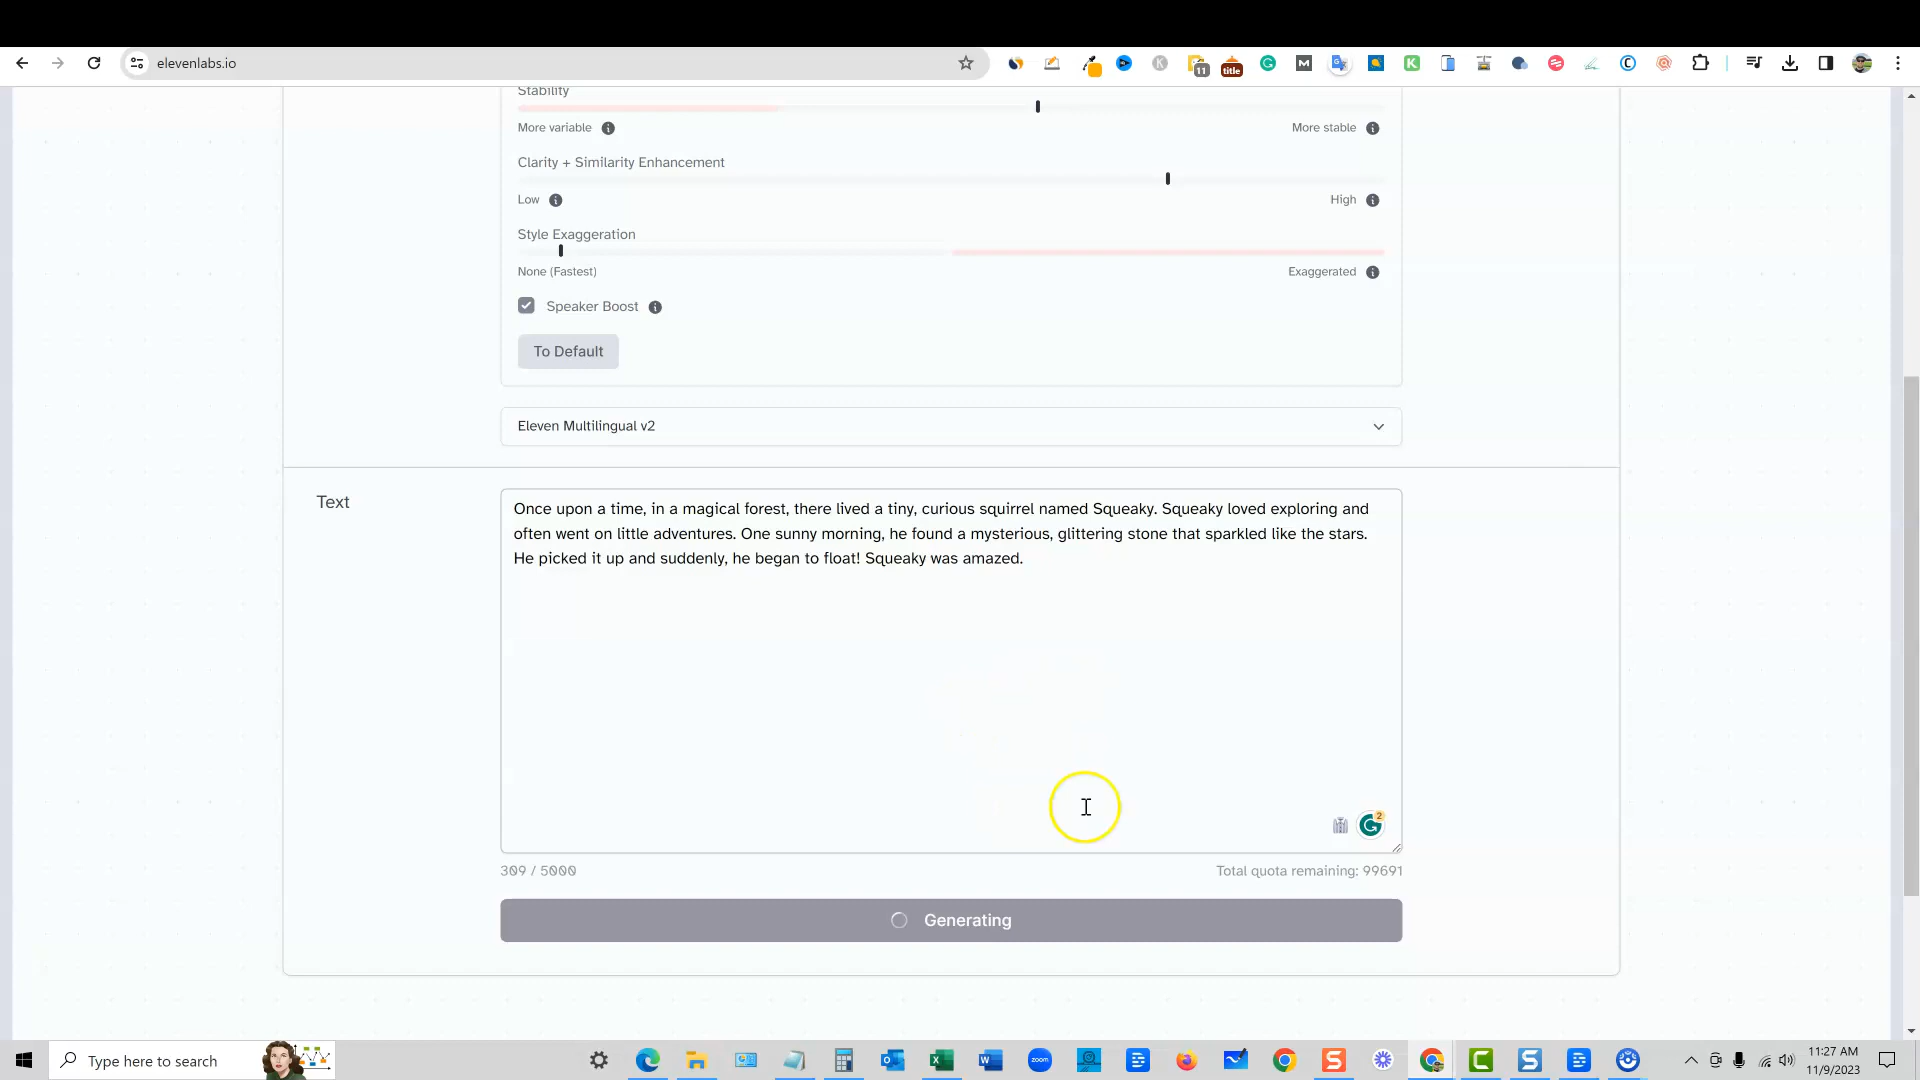 elevenlabs.io
11
title
Stability
More variable
More stable
Clarity + Similarity Enhancement
Low
High
Style Exaggeration
None (Fastest)
Exaggerated
Speaker Boost
To Default
Eleven Multilingual v2
Text
Once upon a time, in a magical forest, there lived a tiny, curious squirrel named Squeaky. Squeaky loved exploring and
often went on little adventures. One sunny morning, he found a mysterious, glittering stone that sparkled like the stars.
He picked it up and suddenly, he began to float! Squeaky was amazed.
2
309 / 5000
Total quota remaining: 99691
Generating
Type here to search
zoom
11:27 AM
11/9/2023